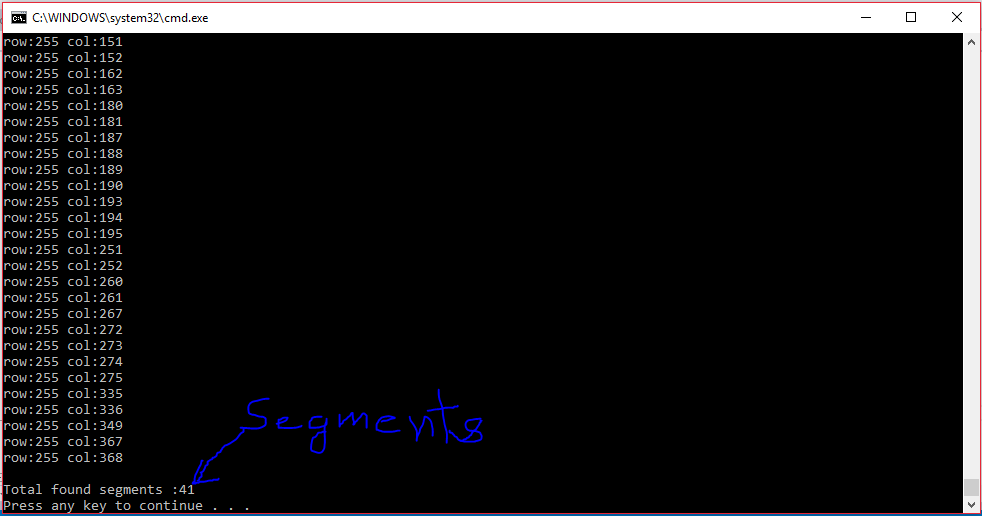 C:\WINDOWS\system32\cmd.exe
row:255 col:151
row:255 col:152
row:255 col:162
row:255 col:163
row:255 col:180
row:255 col:181
row:255 col:187
row:255 col:188
row:255 col:189
row:255 col:190
row:255 col:193
row:255 col:194
row:255 col:195
row:255 col:251
row:255 col:252
row:255 col:260
row:255 col:261
row:255 col:267
row:255 col:272
row:255 col:273
row:255 col:274
row:255 col:275
row:255 col:335
row:255 col:336
row:255 col:349
row:255 col:367
row:255 col:368
Segments
Total found segments :41
Press any key to continue . . .